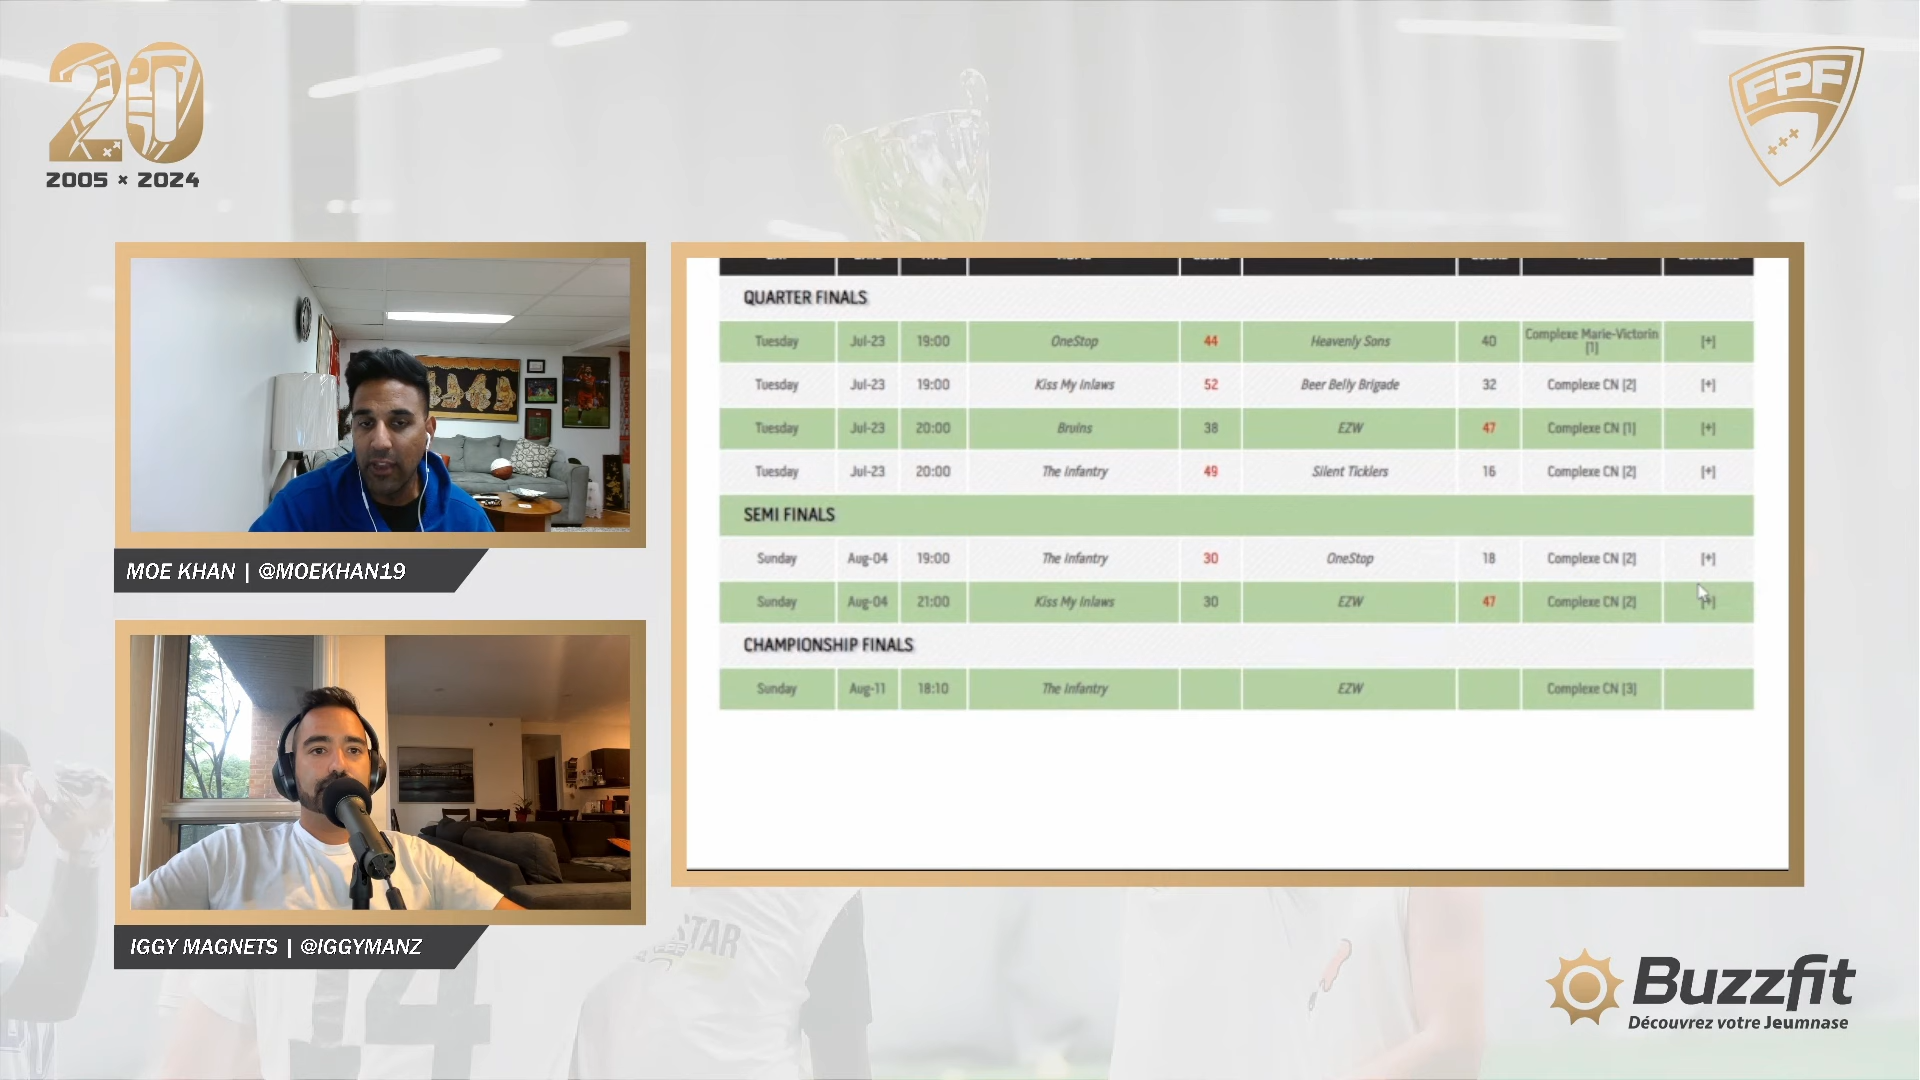 20
2005 × 2024
FPF
MOE KHAN | @MOEKHAN19
IGGY MAGNETS | @IGGYMANZ
QUARTER FINALS
Tuesday Jul-23 19:00 OneStop 44 Heavenly Sons 40 Complexe Marie-Victorin [1] [+]
Tuesday Jul-23 19:00 Kiss My Inlaws 52 Beer Belly Brigade 32 Complexe CN [2] [+]
Tuesday Jul-23 20:00 Bruins 38 EZW 47 Complexe CN [1] [+]
Tuesday Jul-23 20:00 The Infantry 49 Silent Ticklers 16 Complexe CN [2] [+]
SEMI FINALS
Sunday Aug-04 19:00 The Infantry 30 OneStop 18 Complexe CN [2] [+]
Sunday Aug-04 21:00 Kiss My Inlaws 30 EZW 47 Complexe CN [2] [+]
CHAMPIONSHIP FINALS
Sunday Aug-11 18:10 The Infantry EZW Complexe CN [3]
STAR
FPF
14
Buzzfit
Découvrez votre Jeumnase